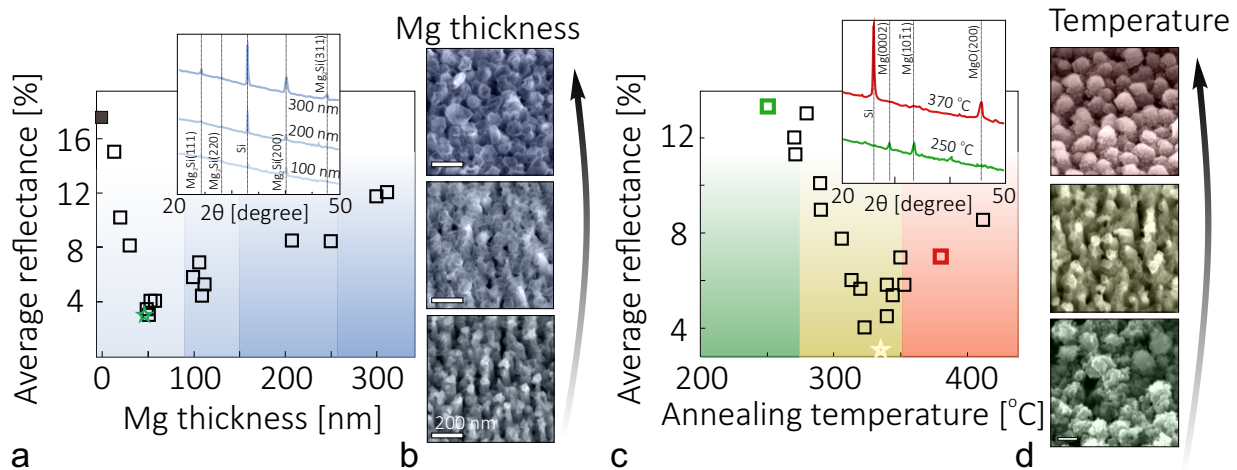 Average reflectance [%]
16
12
8
4
0
100
200
300
Mg thickness [nm]
Mg₂Si(111)
Mg₂Si(220)
Si
Mg₂Si(200)
Mg₂Si(311)
300 nm
200 nm
100 nm
20
50
2θ [degree]
a
Mg thickness
200 nm
b
Average reflectance [%]
12
8
4
200
300
400
Annealing temperature [°C]
Si
Mg(0002)
Mg(101̄1)
MgO(200)
370 °C
250 °C
20
50
2θ [degree]
c
Temperature
d